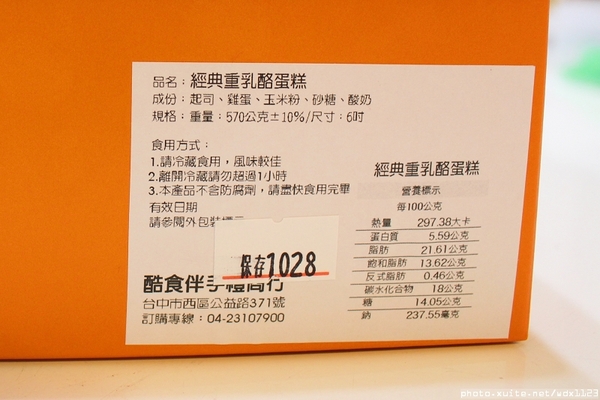 品名：經典重乳酪蛋糕
成份：起司、雞蛋、玉米粉、砂糖、酸奶
規格：重量：570公克±10%/尺寸：6吋
食用方式：
1.請冷藏食用，風味較佳
2.離開冷藏請勿超過1小時
3.本產品不含防腐劑，請盡快食用完畢
有效日期
請參閱外包裝標示
保存1028
酷食伴手禮商行
台中市西區公益路371號
訂購專線：04-23107900
經典重乳酪蛋糕
營養標示
每100公克
熱量 297.38大卡
蛋白質 5.59公克
脂肪 21.61公克
飽和脂肪 13.62公克
反式脂肪 0.46公克
碳水化合物 18公克
糖 14.05公克
鈉 237.55毫克
photo.xuite.net/wdx1123